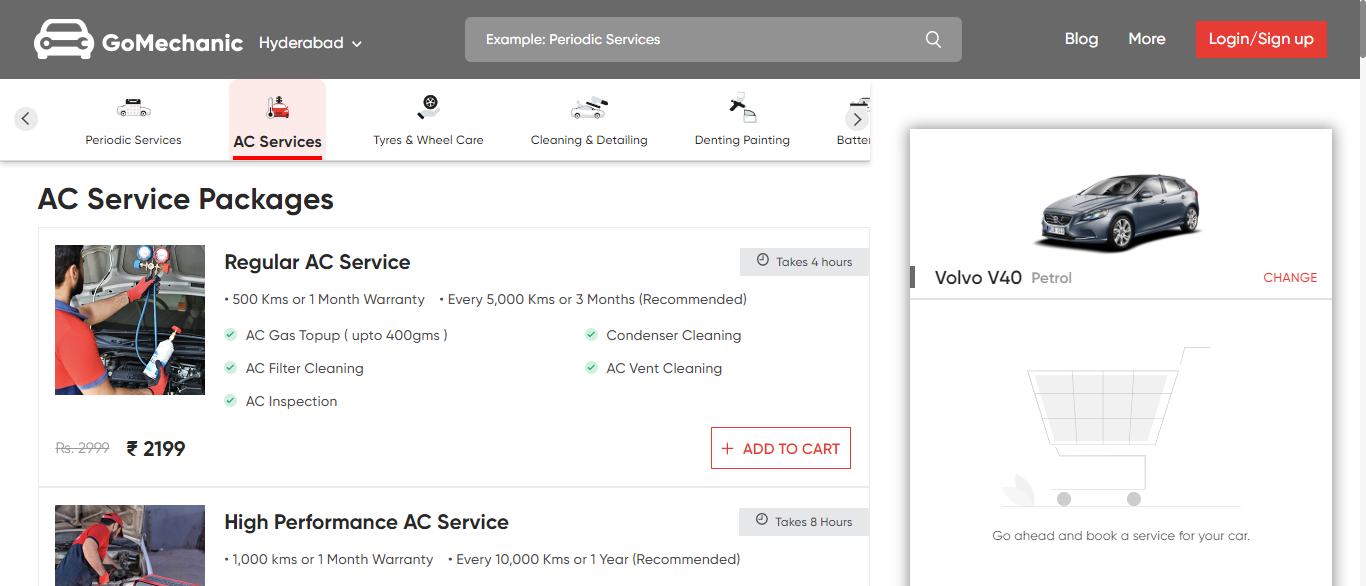 GoMechanic
Hyderabad
Example: Periodic Services
Blog
More
Login/Sign up
Periodic Services
AC Services
Tyres & Wheel Care
Cleaning & Detailing
Denting Painting
Batter
AC Service Packages
Regular AC Service
Takes 4 hours
• 500 Kms or 1 Month Warranty • Every 5,000 Kms or 3 Months (Recommended)
AC Gas Topup ( upto 400gms )
Condenser Cleaning
AC Filter Cleaning
AC Vent Cleaning
AC Inspection
Rs. 2999 ₹ 2199
+ ADD TO CART
High Performance AC Service
Takes 8 Hours
• 1,000 kms or 1 Month Warranty • Every 10,000 Kms or 1 Year (Recommended)
Volvo V40 Petrol
CHANGE
Go ahead and book a service for your car.